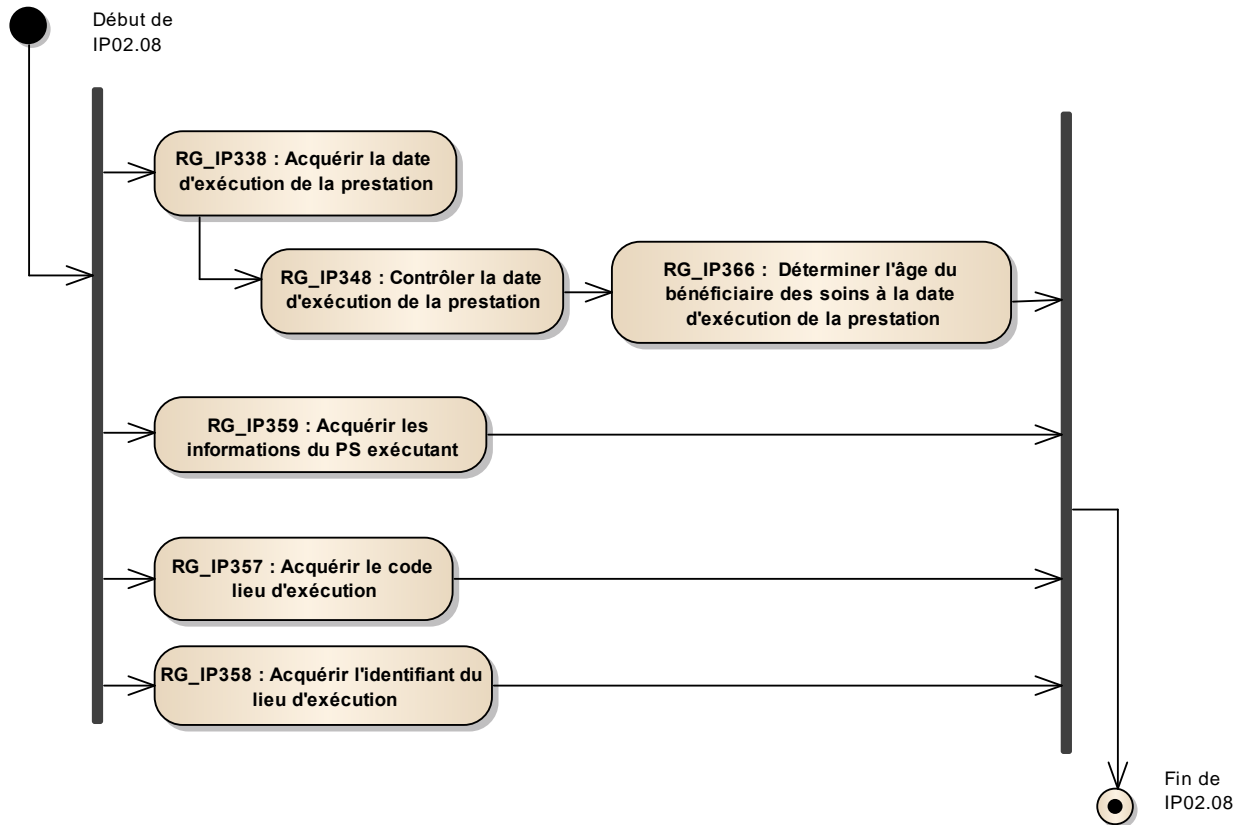 Début de
IP02.08
RG_IP338 : Acquérir la date
d'exécution de la prestation
RG_IP348 : Contrôler la date
d'exécution de la prestation
RG_IP366 : Déterminer l'âge du
bénéficiaire des soins à la date
d'exécution de la prestation
RG_IP359 : Acquérir les
informations du PS exécutant
RG_IP357 : Acquérir le code
lieu d'exécution
RG_IP358 : Acquérir l'identifiant du
lieu d'exécution
Fin de
IP02.08